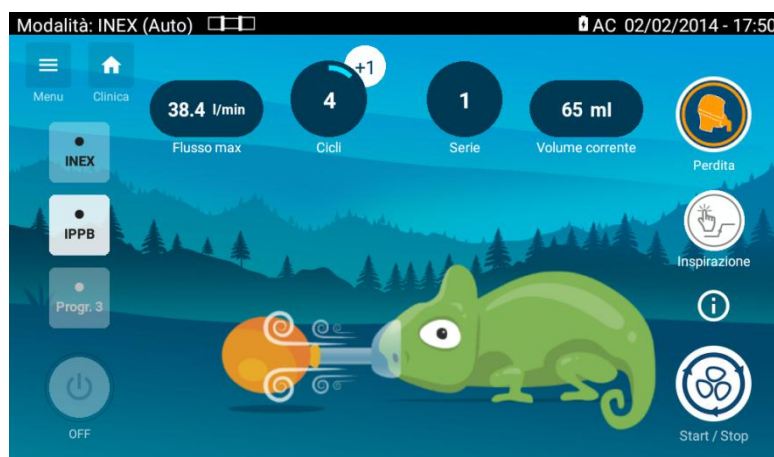 Modalità: INEX (Auto)
AC 02/02/2014 - 17:50
Menu
Clinica
38.4 l/min
Flusso max
4
+1
Cicli
1
Serie
65 ml
Volume corrente
Perdita
INEX
IPPB
Inspirazione
Progr. 3
i
OFF
Start / Stop